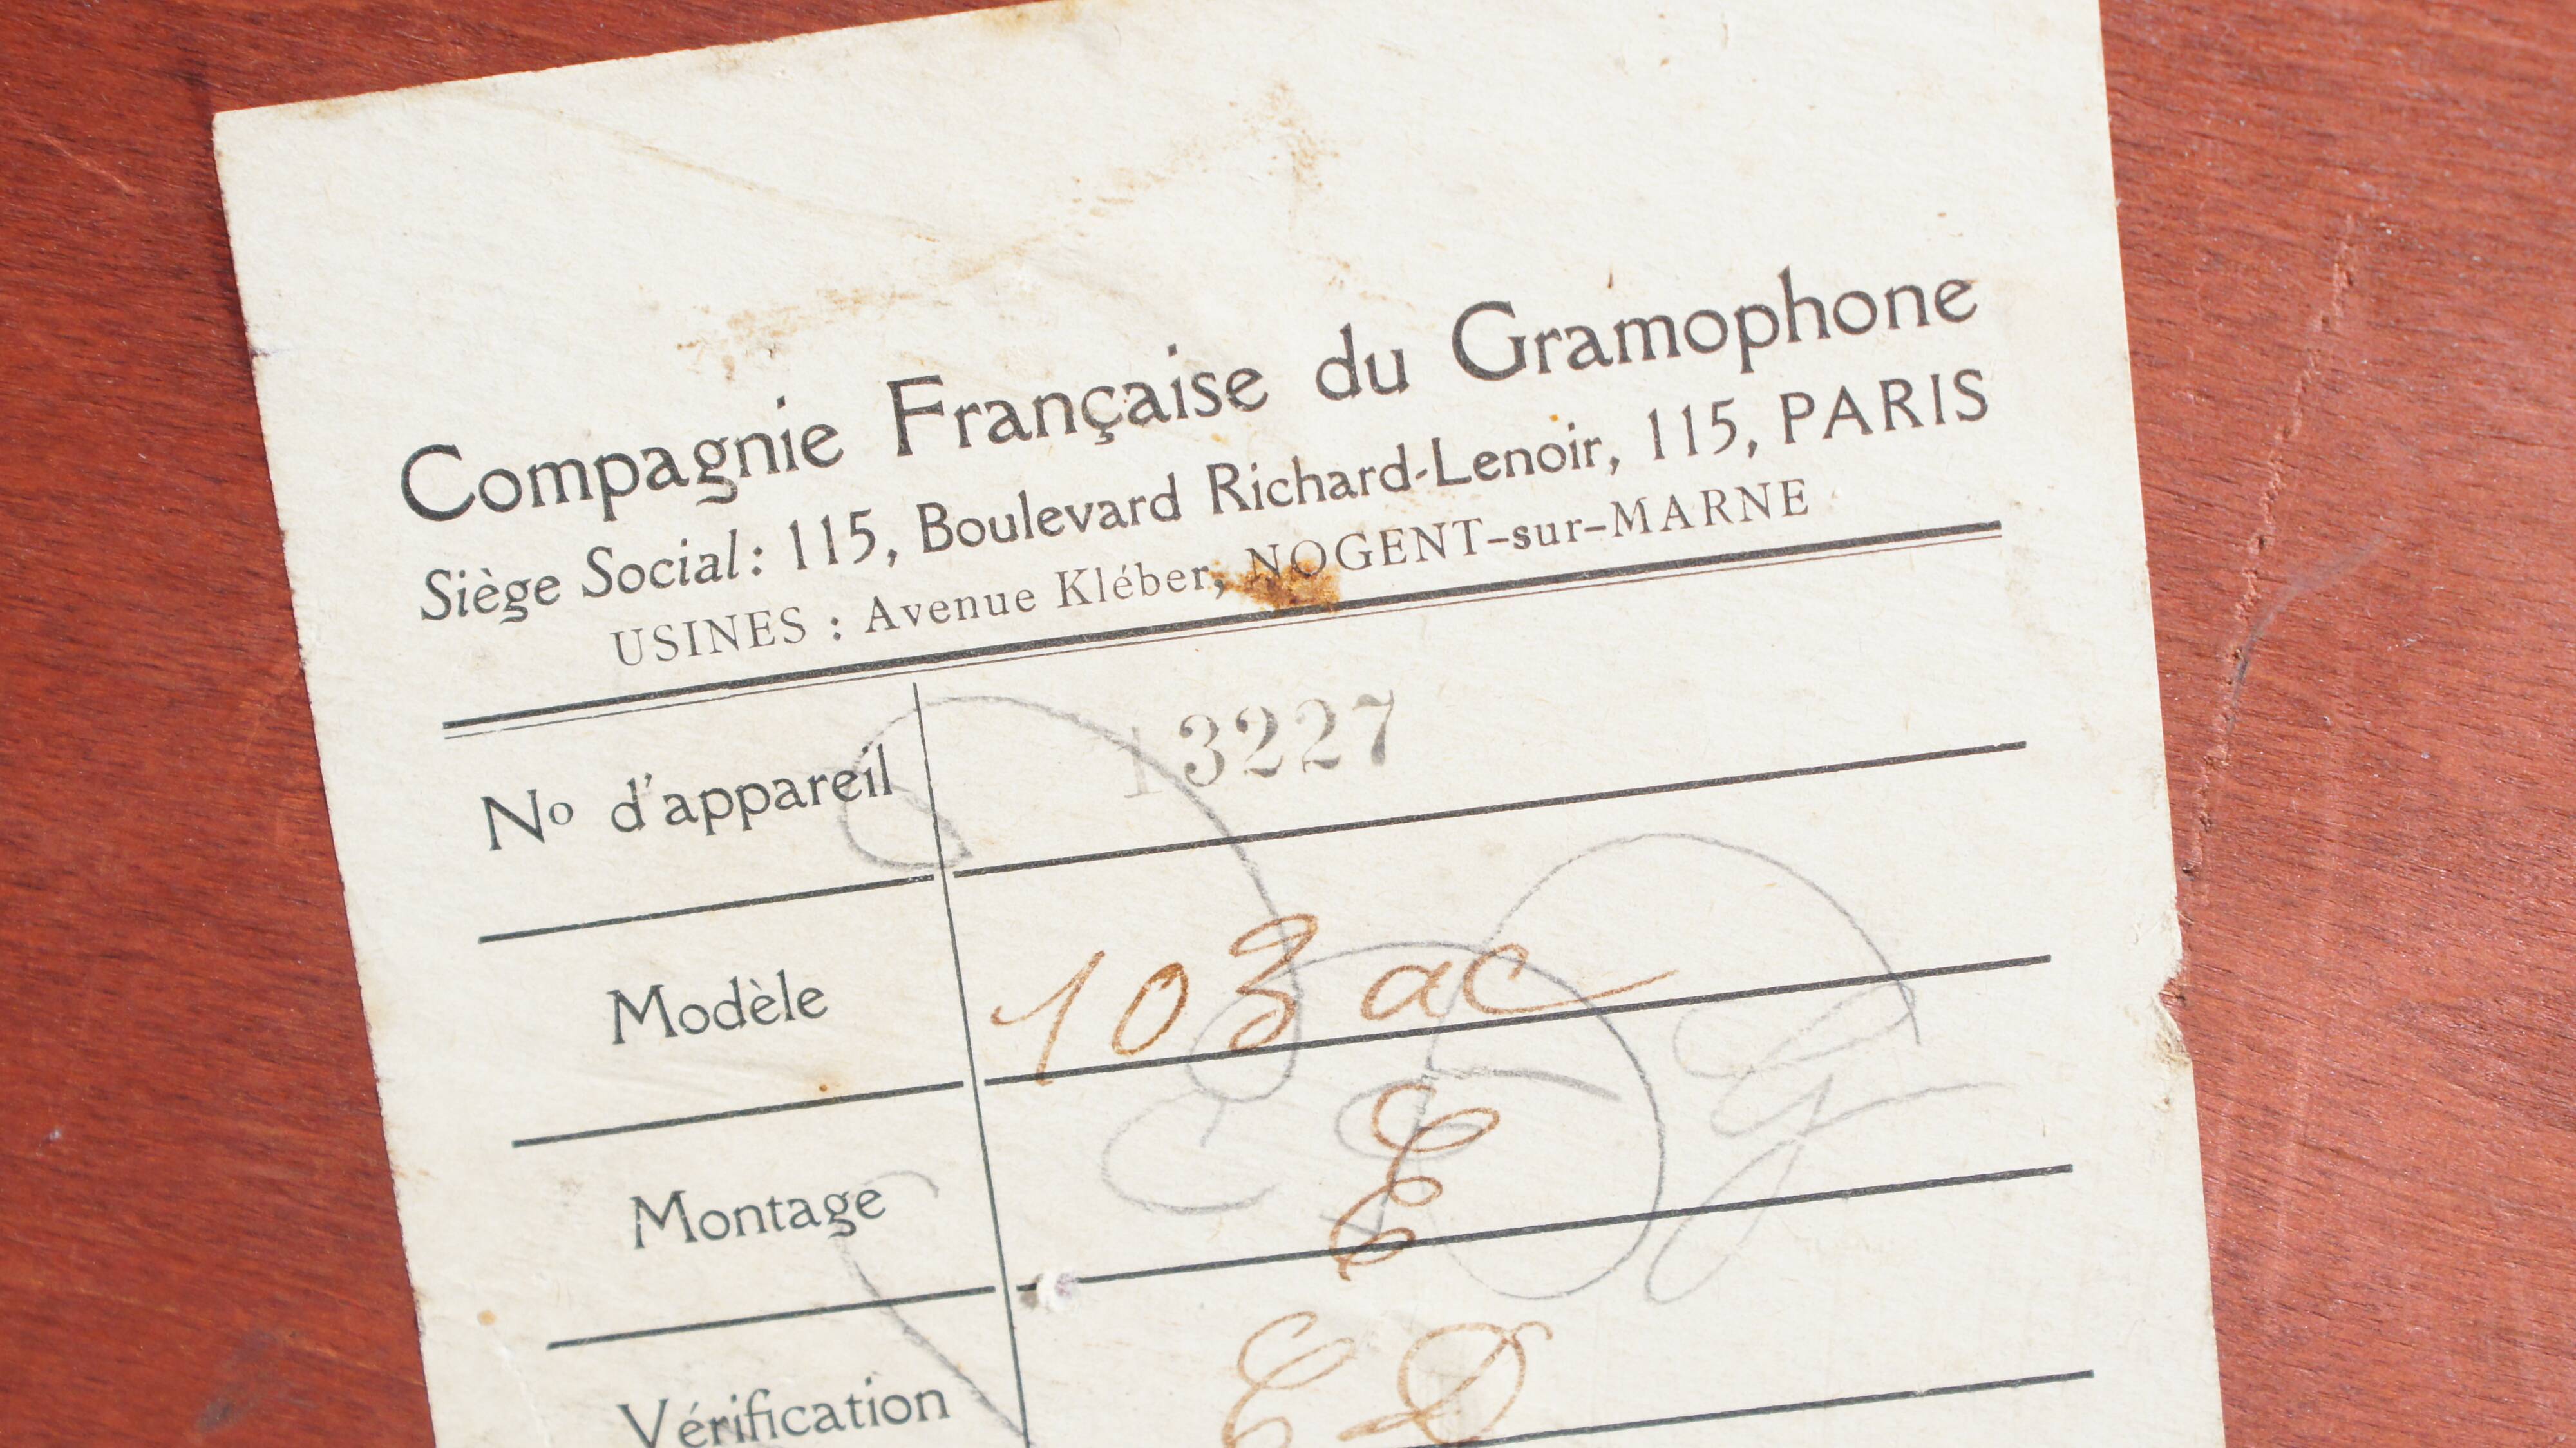 Compagnie Française du Gramophone
Siège Social: 115, Boulevard Richard-Lenoir, 115, PARIS
USINES : Avenue Kléber, NOGENT-sur-MARNE
No d'appareil 13227
Modèle 103 ac
Montage E
Vérification ED